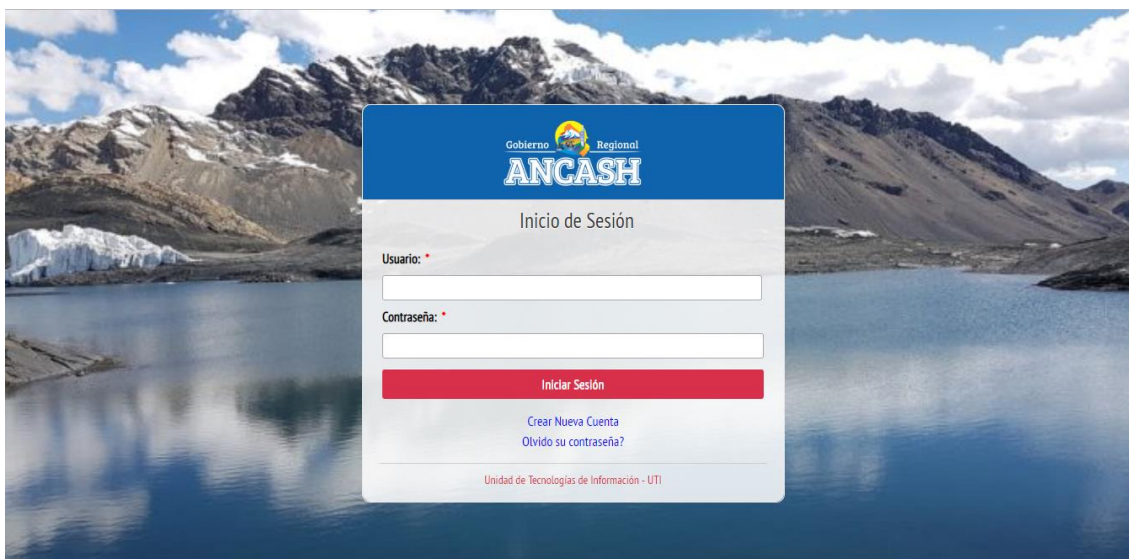 Gobierno Regional
ANCASH
Inicio de Sesión
Usuario: *
Contraseña: *
Iniciar Sesión
Crear Nueva Cuenta
Olvido su contraseña?
Unidad de Tecnologías de Información - UTI